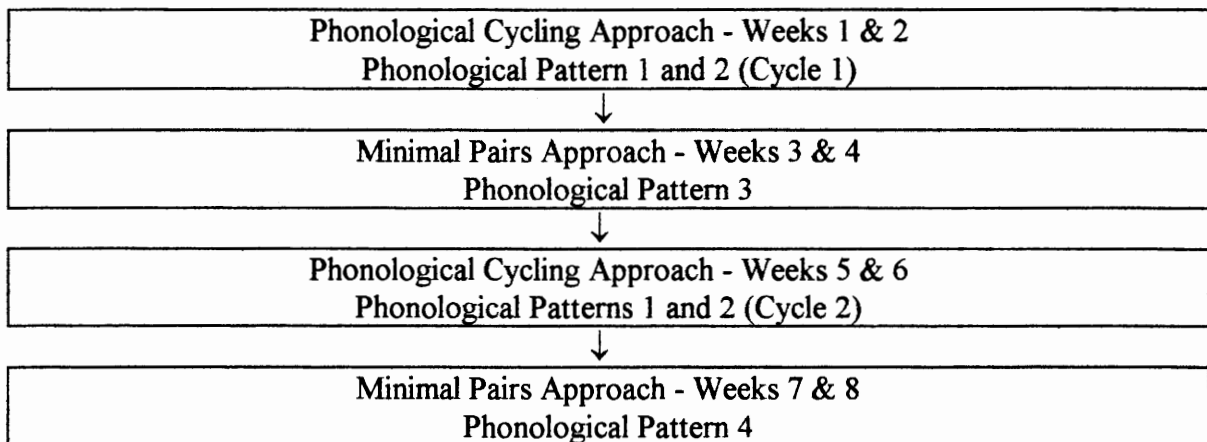 Phonological Cycling Approach - Weeks 1 & 2
Phonological Pattern 1 and 2 (Cycle 1)
↓
Minimal Pairs Approach - Weeks 3 & 4
Phonological Pattern 3
↓
Phonological Cycling Approach - Weeks 5 & 6
Phonological Patterns 1 and 2 (Cycle 2)
↓
Minimal Pairs Approach - Weeks 7 & 8
Phonological Pattern 4